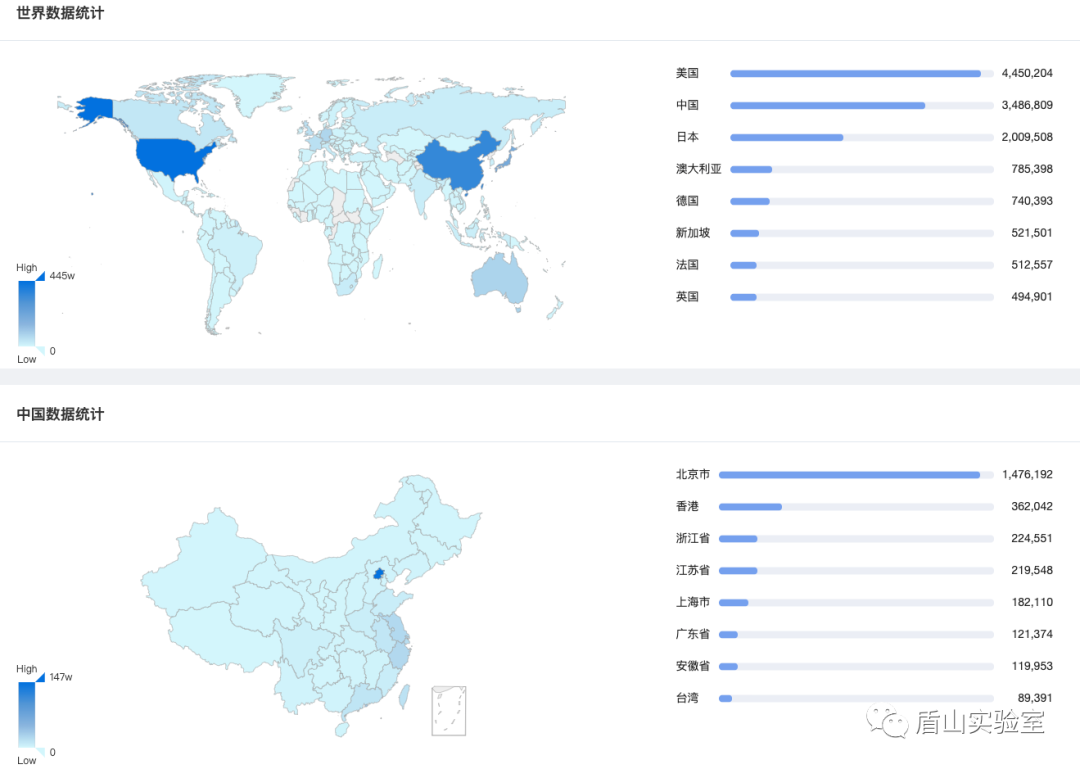 世界数据统计
美国 4,450,204
中国 3,486,809
日本 2,009,508
澳大利亚 785,398
德国 740,393
新加坡 521,501
法国 512,557
英国 494,901
High
445w
0
Low
中国数据统计
北京市 1,476,192
香港 362,042
浙江省 224,551
江苏省 219,548
上海市 182,110
广东省 121,374
安徽省 119,953
台湾 89,391
High
147w
0
Low
盾山实验室